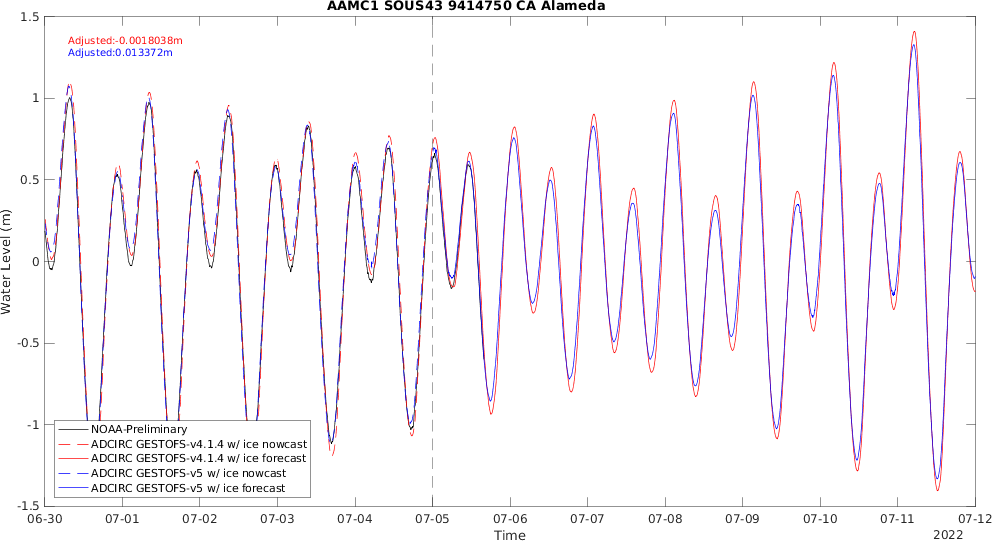 AAMC1 SOUS43 9414750 CA Alameda
Adjusted:-0.0018038m
Adjusted:0.013372m
1.5
1
0.5
0
-0.5
-1
-1.5
Water Level (m)
NOAA-Preliminary
ADCIRC GESTOFS-v4.1.4 w/ ice nowcast
ADCIRC GESTOFS-v4.1.4 w/ ice forecast
ADCIRC GESTOFS-v5 w/ ice nowcast
ADCIRC GESTOFS-v5 w/ ice forecast
06-30 07-01 07-02 07-03 07-04 07-05 07-06 07-07 07-08 07-09 07-10 07-11 07-12
Time
2022